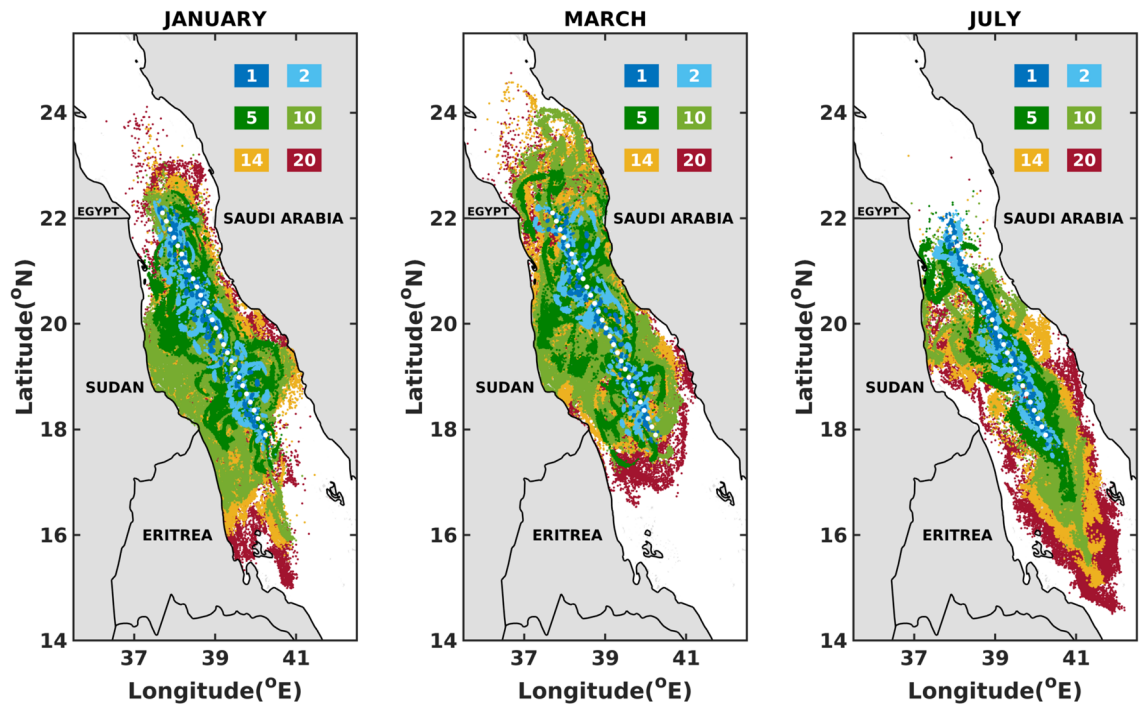 JANUARY
MARCH
JULY
24
22
20
18
16
14
Latitude(°N)
37
39
41
Longitude(°E)
1
2
5
10
14
20
EGYPT
SAUDI ARABIA
SUDAN
ERITREA
24
22
20
18
16
14
Latitude(°N)
37
39
41
Longitude(°E)
1
2
5
10
14
20
EGYPT
SAUDI ARABIA
SUDAN
ERITREA
24
22
20
18
16
14
Latitude(°N)
37
39
41
Longitude(°E)
1
2
5
10
14
20
EGYPT
SAUDI ARABIA
SUDAN
ERITREA